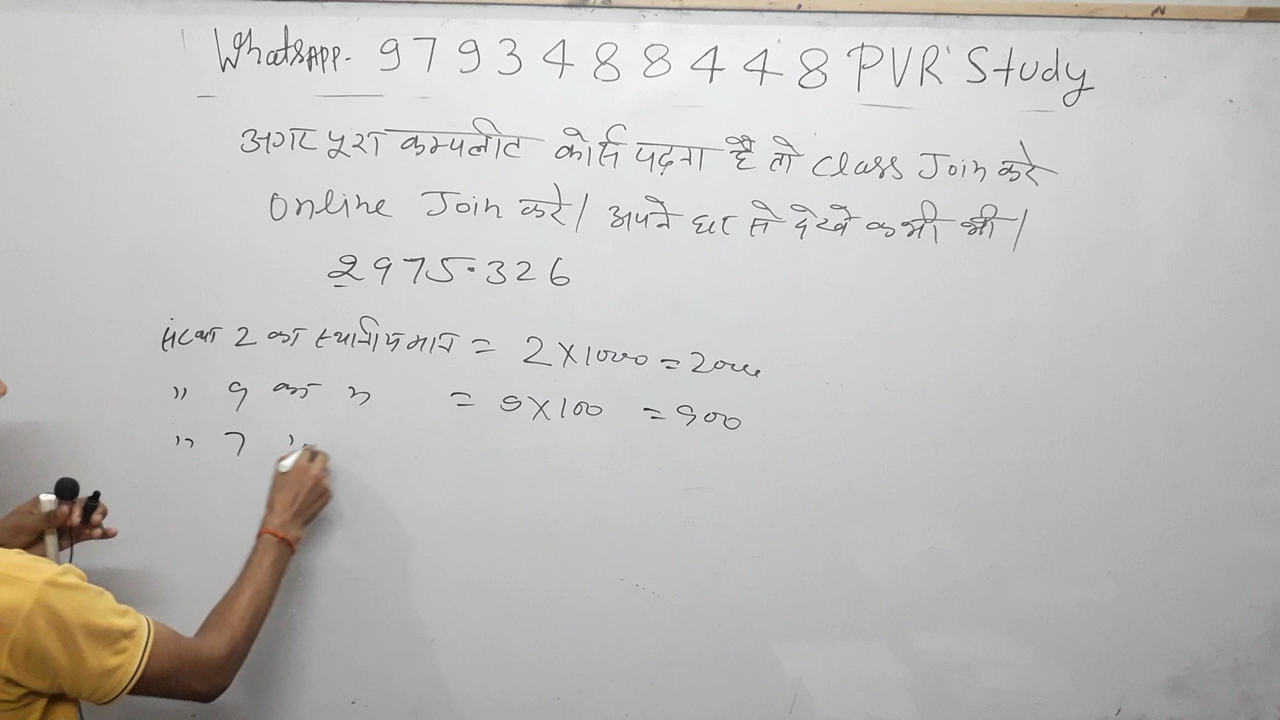 WhatsApp. 9793488448 PVR Study
अगर पूरा कम्पलीट कोर्स पढ़ना है तो Class Join करे
Online Join करे। अपने घर से देखे कभी भी।
2975.326
संख्या 2 का स्थानिय मान = 2×1000 = 2000
" 9 का " = 9×100 = 900
" 7 "